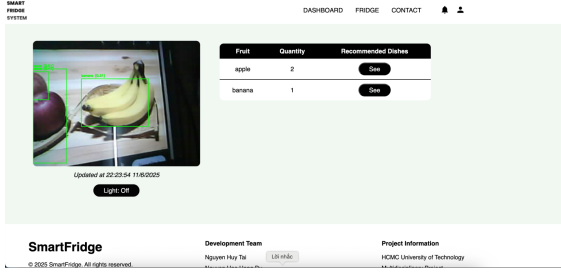 SMART
FRIDGE
SYSTEM
DASHBOARD FRIDGE CONTACT
Fruit Quantity Recommended Dishes
apple 2 See
banana 1 See
Updated at 22:23:54 11/6/2025
Light: Off
SmartFridge
© 2025 SmartFridge. All rights reserved.
Development Team
Nguyen Huy Tai
Lời nhắc
Project Information
HCMC University of Technology